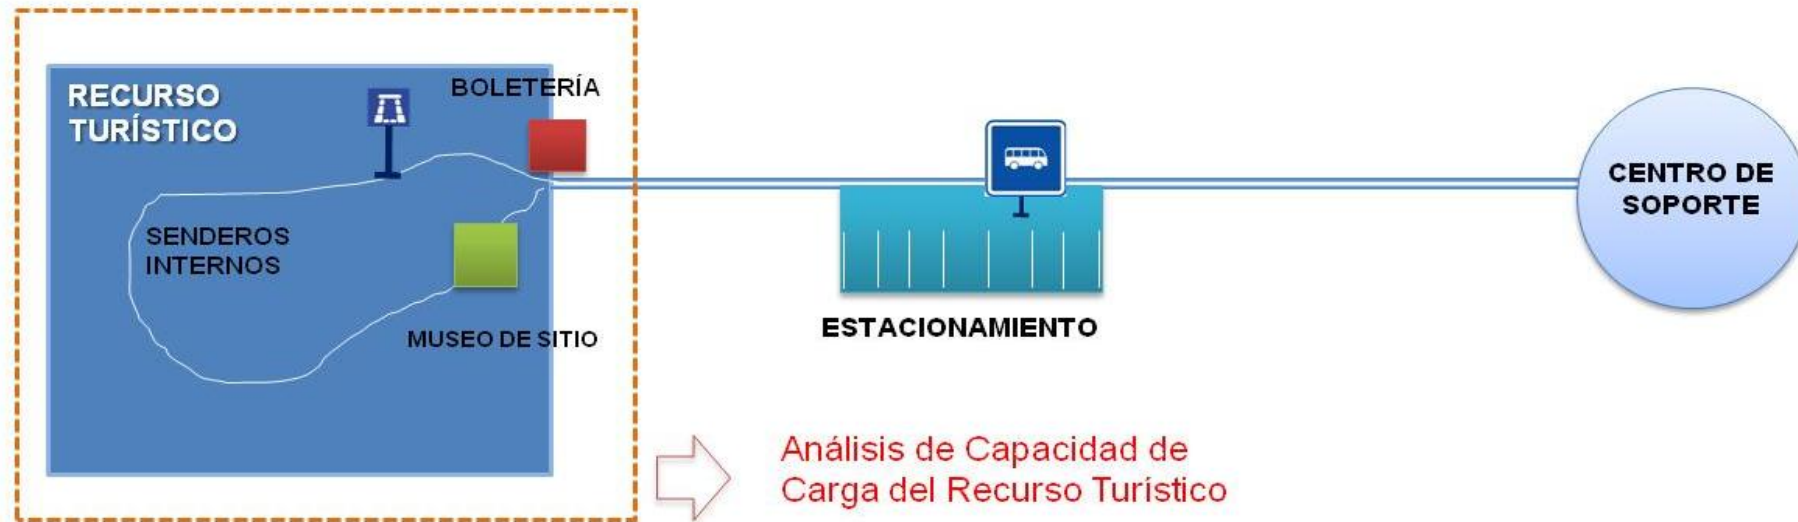 RECURSO
TURÍSTICO
BOLETERÍA
SENDEROS
INTERNOS
MUSEO DE SITIO
ESTACIONAMIENTO
CENTRO DE
SOPORTE
Análisis de Capacidad de
Carga del Recurso Turístico